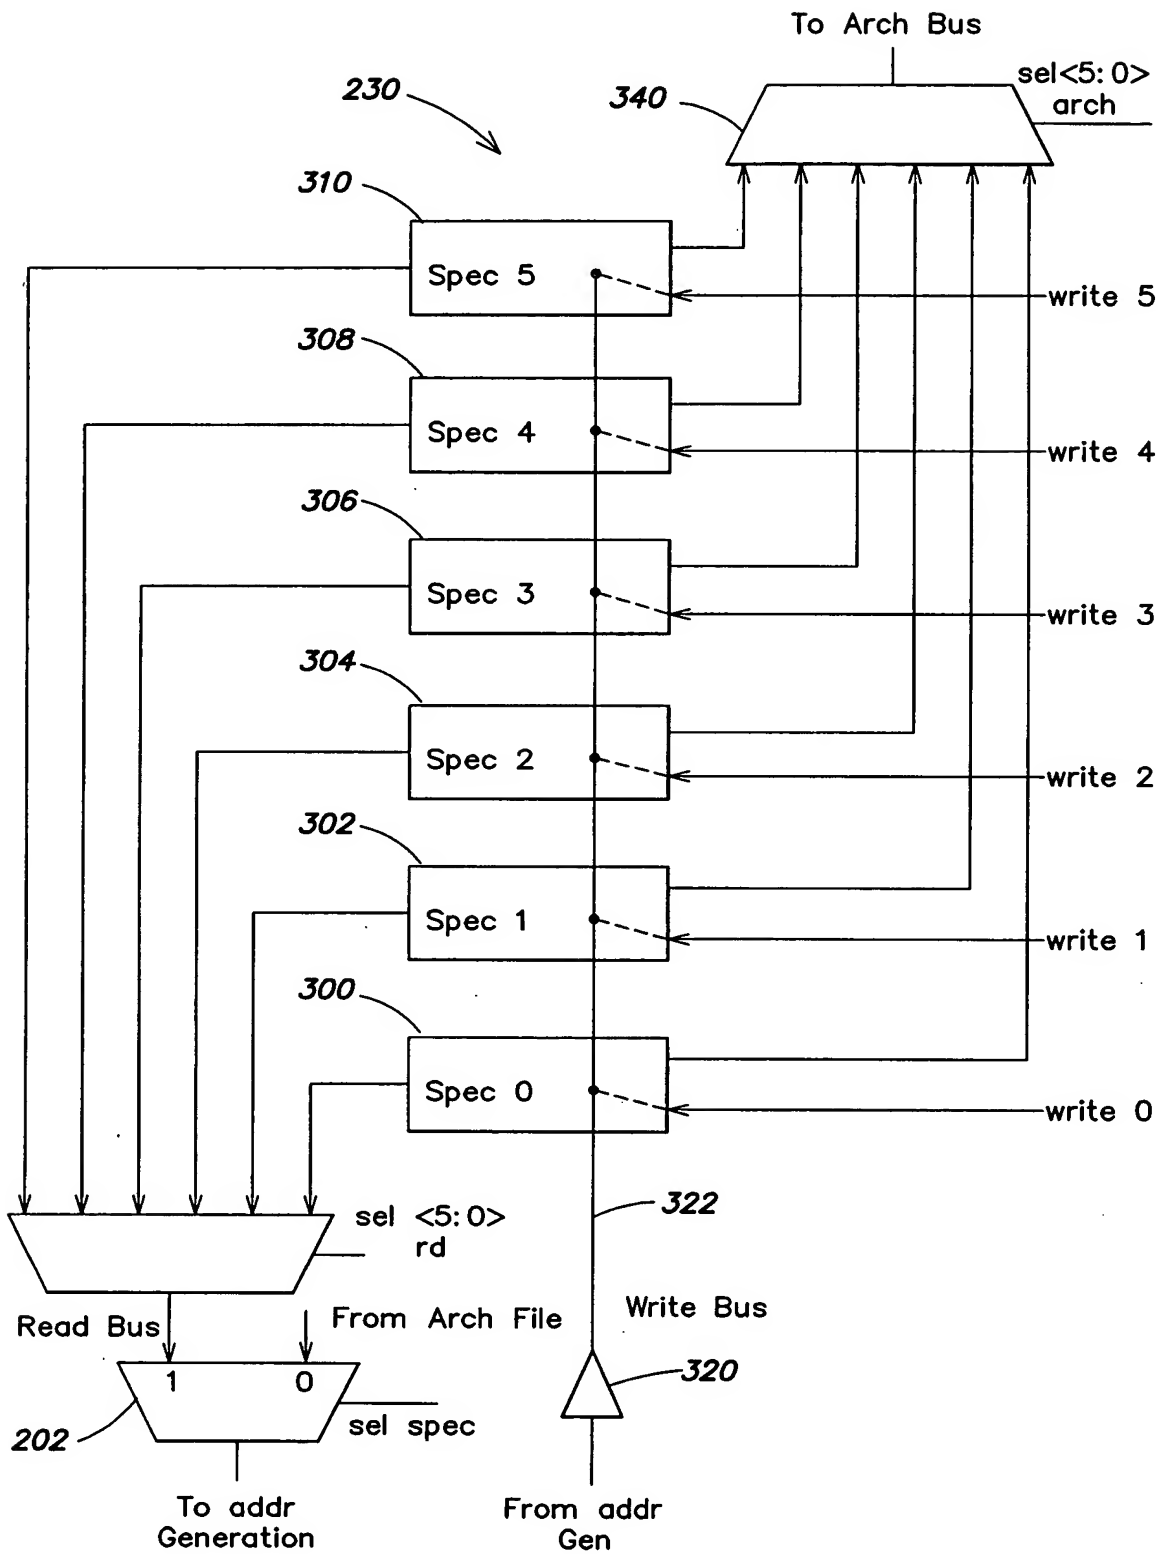 To Arch Bus
sel<5:0>
arch
230
340
310
Spec 5
write 5
308
Spec 4
write 4
306
Spec 3
write 3
304
Spec 2
write 2
302
Spec 1
write 1
300
Spec 0
write 0
322
sel <5:0>
rd
Write Bus
Read Bus
From Arch File
1
0
320
202
sel spec
To addr
Generation
From addr
Gen